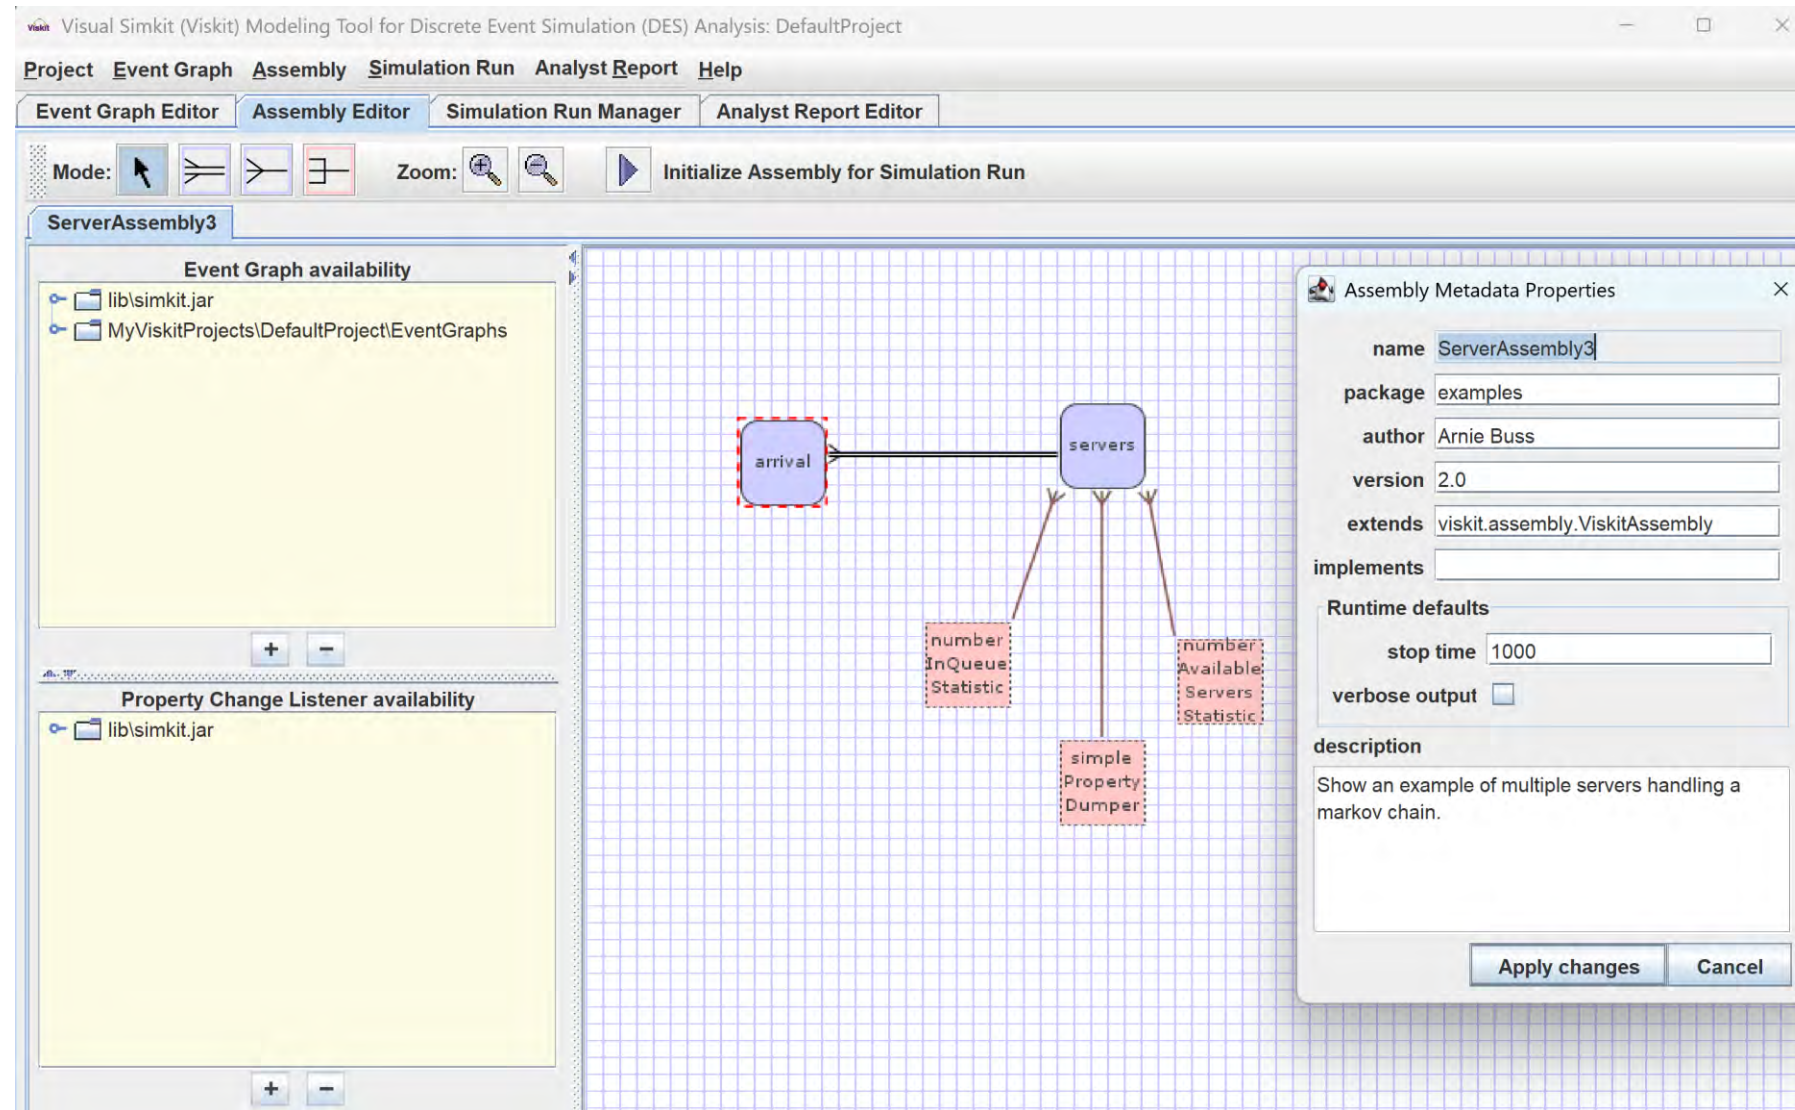 Viskit Visual Simkit (Viskit) Modeling Tool for Discrete Event Simulation (DES) Analysis: DefaultProject
Project Event Graph Assembly Simulation Run Analyst Report Help
Event Graph Editor Assembly Editor Simulation Run Manager Analyst Report Editor
Mode: Zoom: Initialize Assembly for Simulation Run
ServerAssembly3
Event Graph availability
lib\simkit.jar
MyViskitProjects\DefaultProject\EventGraphs
+ −
Property Change Listener availability
lib\simkit.jar
+ −
arrival
servers
number
InQueue
Statistic
simple
Property
Dumper
number
Available
Servers
Statistic
Assembly Metadata Properties
name ServerAssembly3
package examples
author Arnie Buss
version 2.0
extends viskit.assembly.ViskitAssembly
implements
Runtime defaults
stop time 1000
verbose output
description
Show an example of multiple servers handling a
markov chain.
Apply changes Cancel